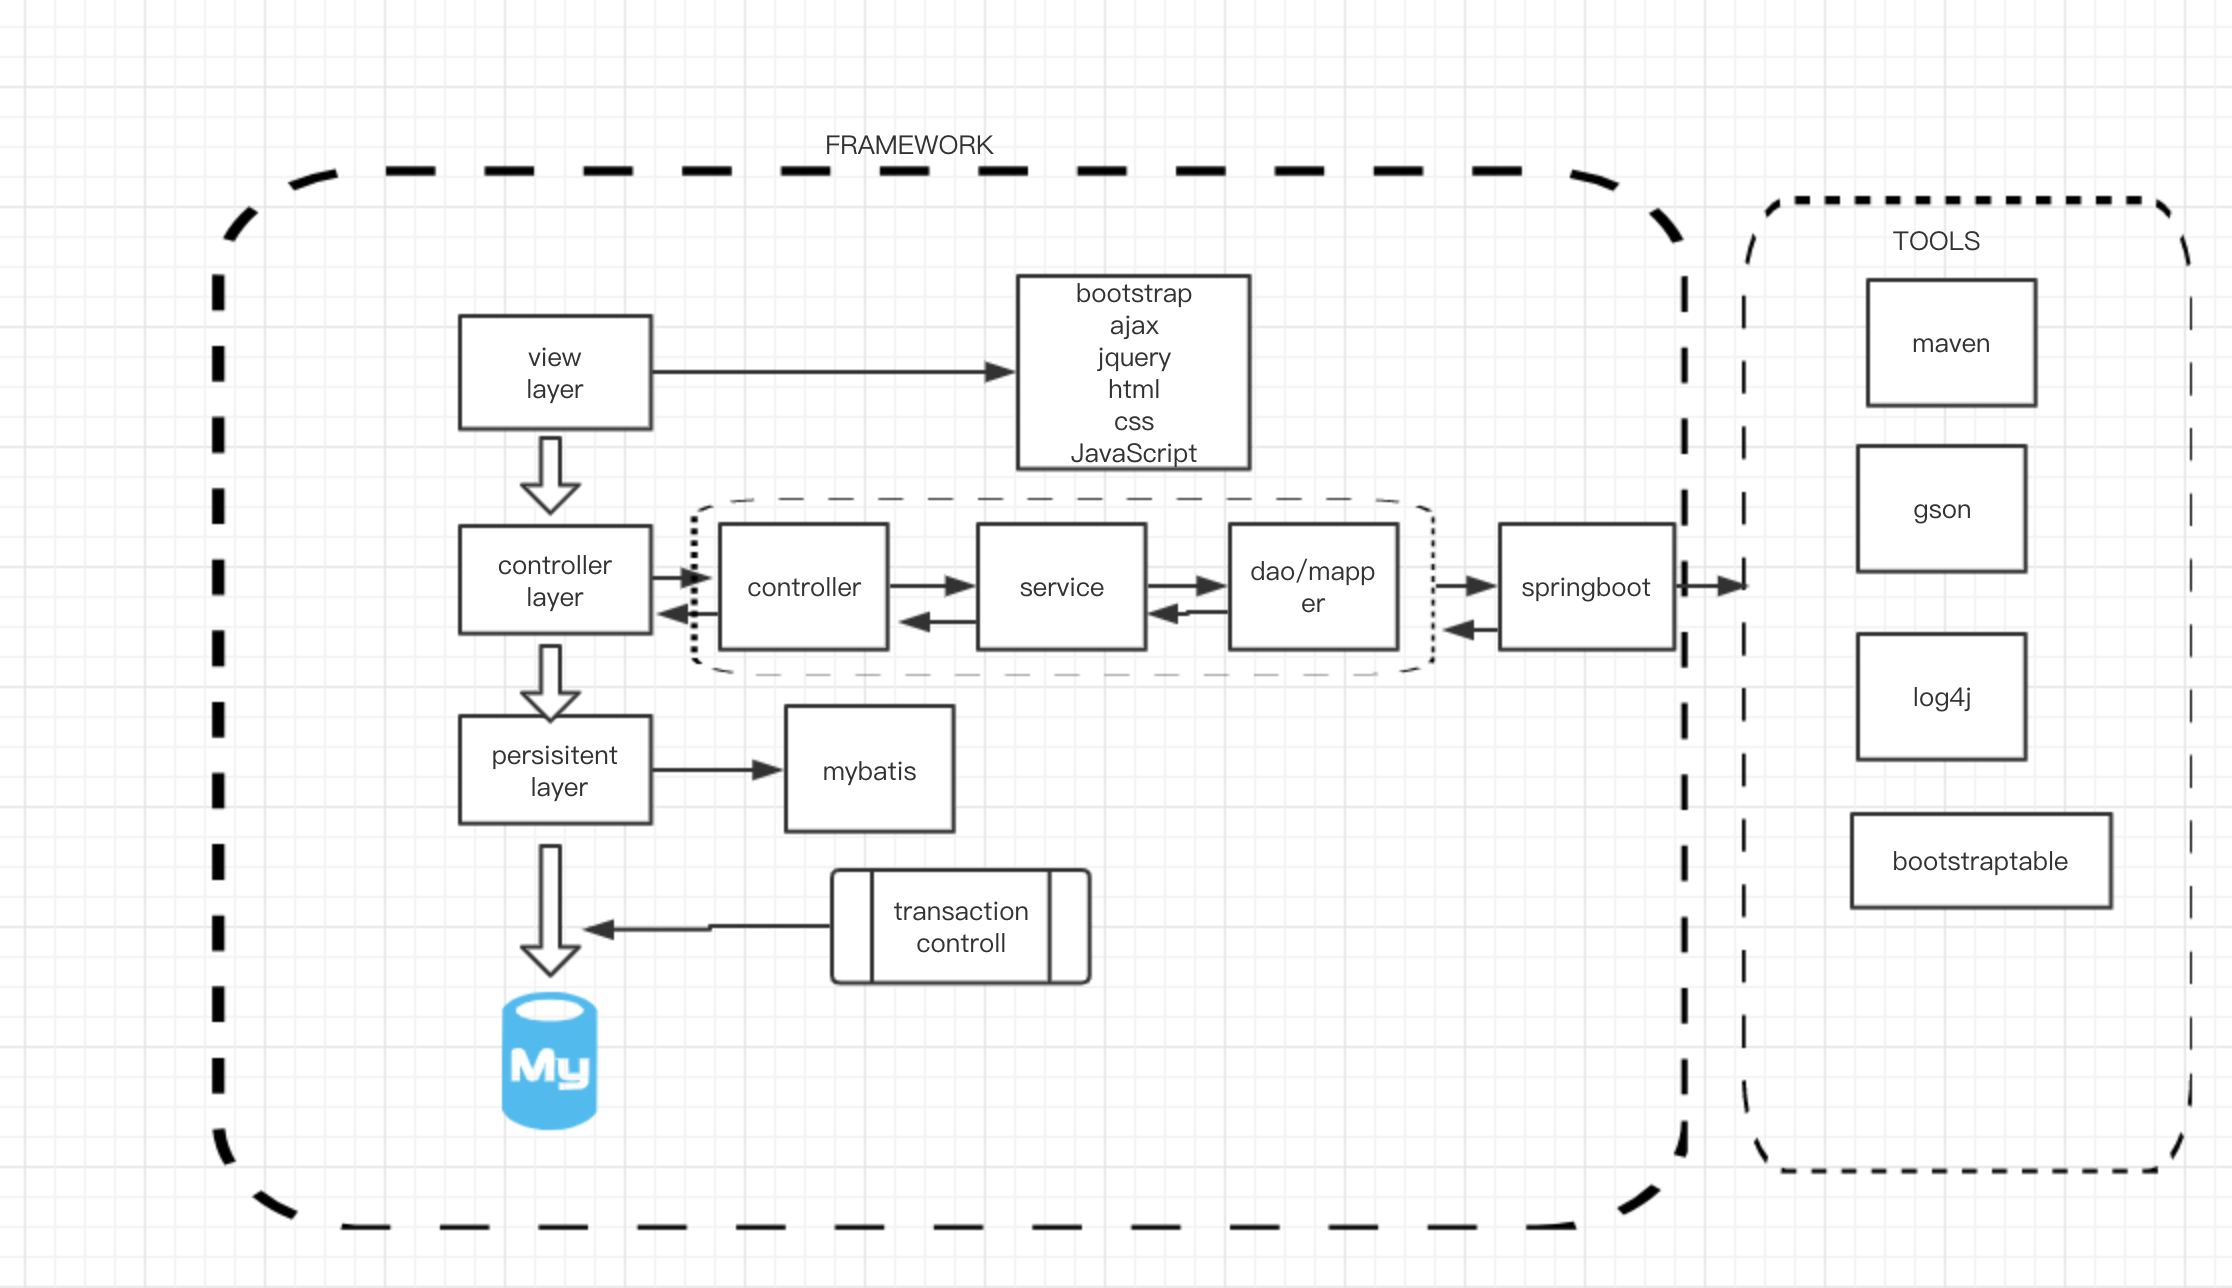 FRAMEWORK
TOOLS
view
layer
bootstrap
ajax
jquery
html
css
JavaScript
maven
gson
controller
layer
controller
service
dao/mapp
er
springboot
log4j
persisitent
layer
mybatis
bootstraptable
transaction
controll
My